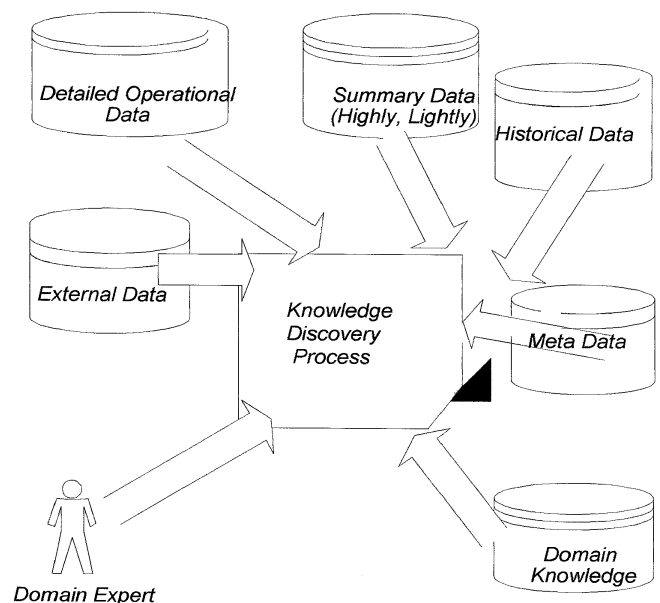 Detailed Operational
Data
Summary Data
(Highly, Lightly)
Historical Data
External Data
Knowledge
Discovery
Process
Meta Data
Domain Expert
Domain
Knowledge